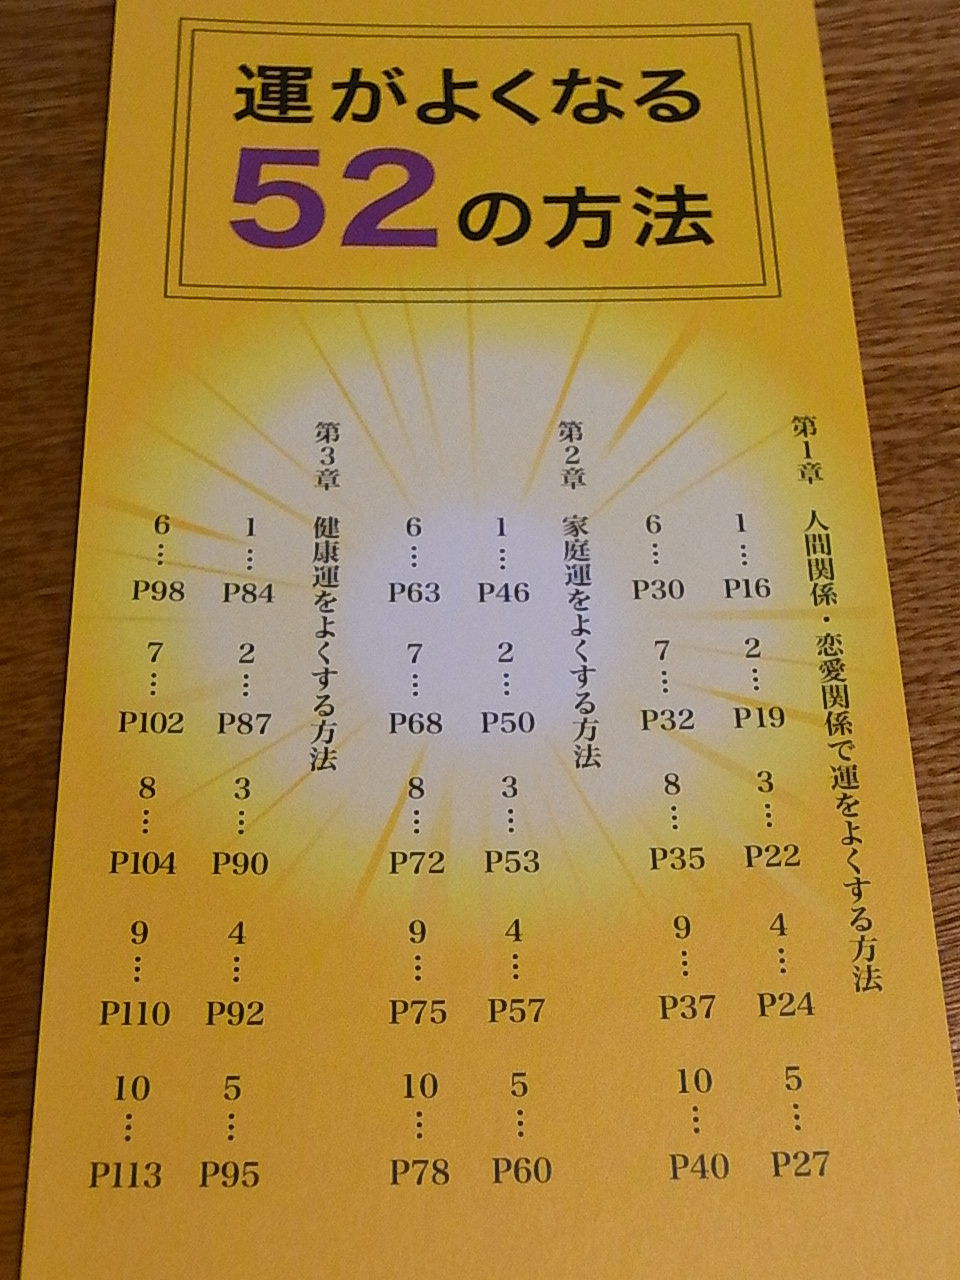 運がよくなる
52の方法
第1章 人間関係・恋愛関係で運をよくする方法
1…P16
2…P19
3…P22
4…P24
5…P27
6…P30
7…P32
8…P35
9…P37
10…P40
第2章 家庭運をよくする方法
1…P46
2…P50
3…P53
4…P57
5…P60
6…P63
7…P68
8…P72
9…P75
10…P78
第3章 健康運をよくする方法
1…P84
2…P87
3…P90
4…P92
5…P95
6…P98
7…P102
8…P104
9…P110
10…P113